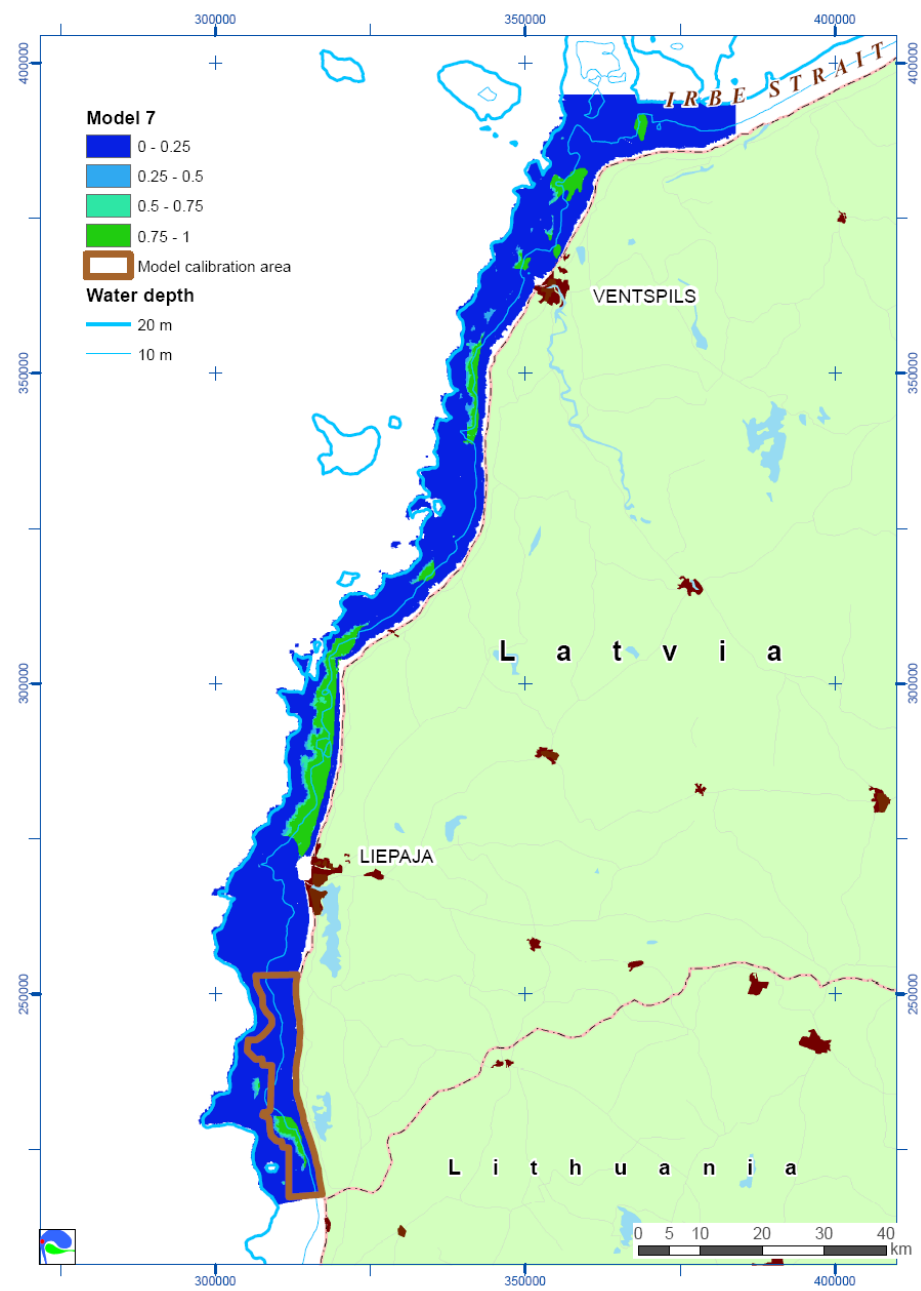 300000 350000 400000
400000 400000
IRBE STRAIT
Model 7
0 - 0.25
0.25 - 0.5
0.5 - 0.75
0.75 - 1
Model calibration area
Water depth
20 m
10 m
VENTSPILS
350000 350000
Latvia
300000 300000
LIEPAJA
250000 250000
Lithuania
0 5 10 20 30 40
km
300000 350000 400000